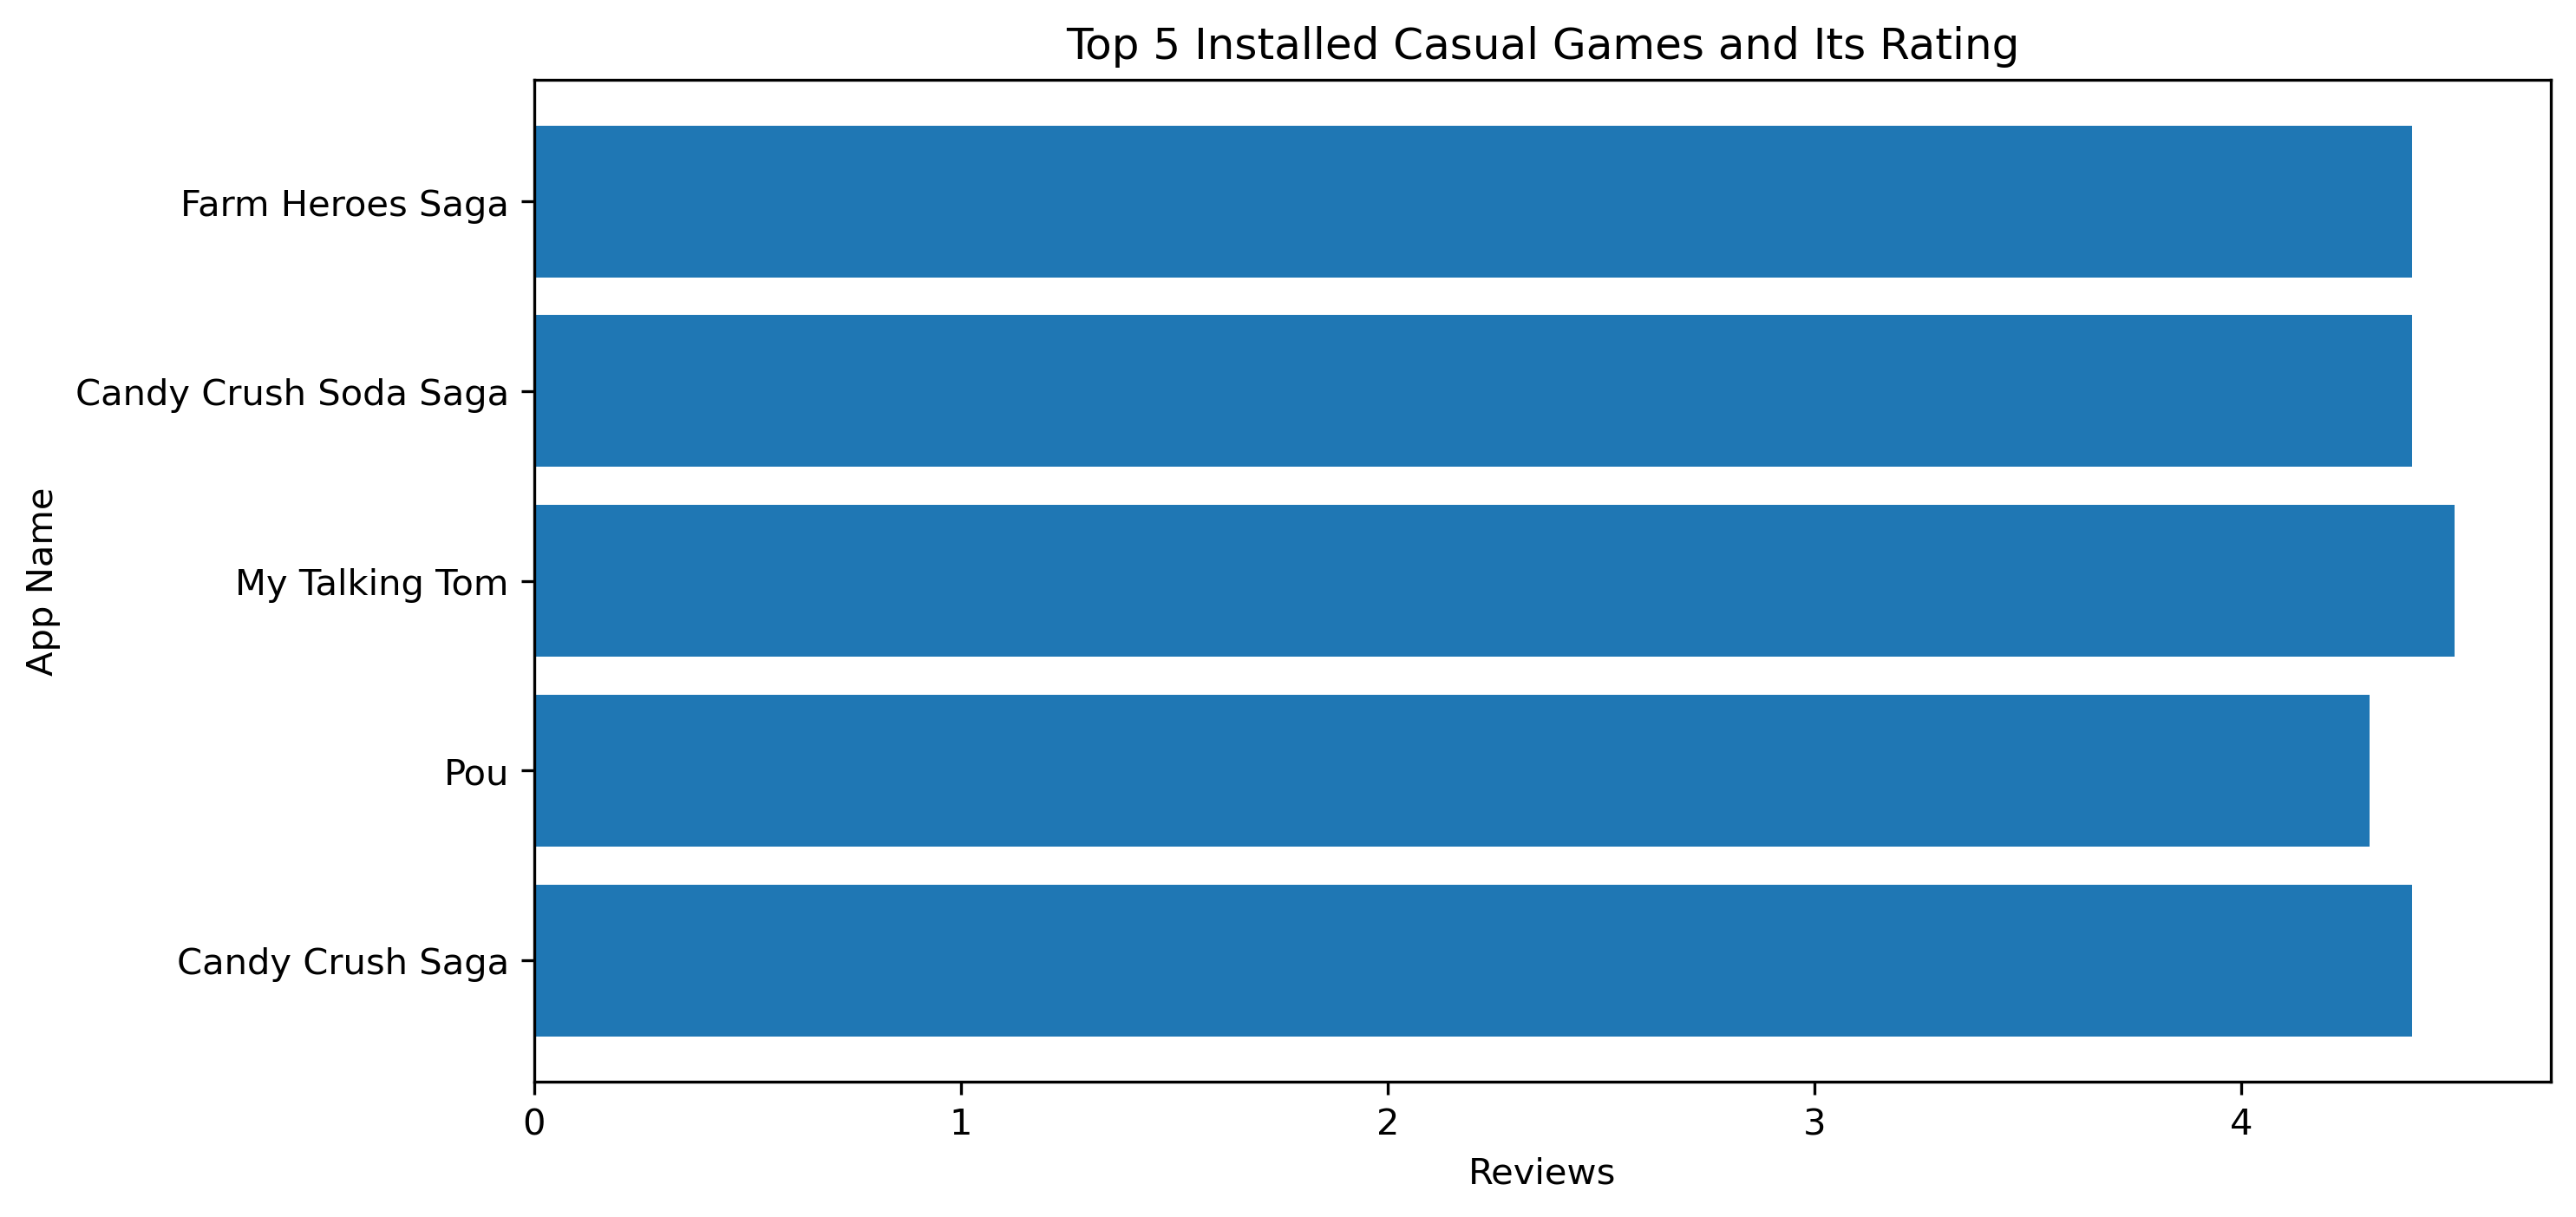 Top 5 Installed Casual Games and Its Rating
App Name
Farm Heroes Saga
Candy Crush Soda Saga
My Talking Tom
Pou
Candy Crush Saga
0 1 2 3 4
Reviews